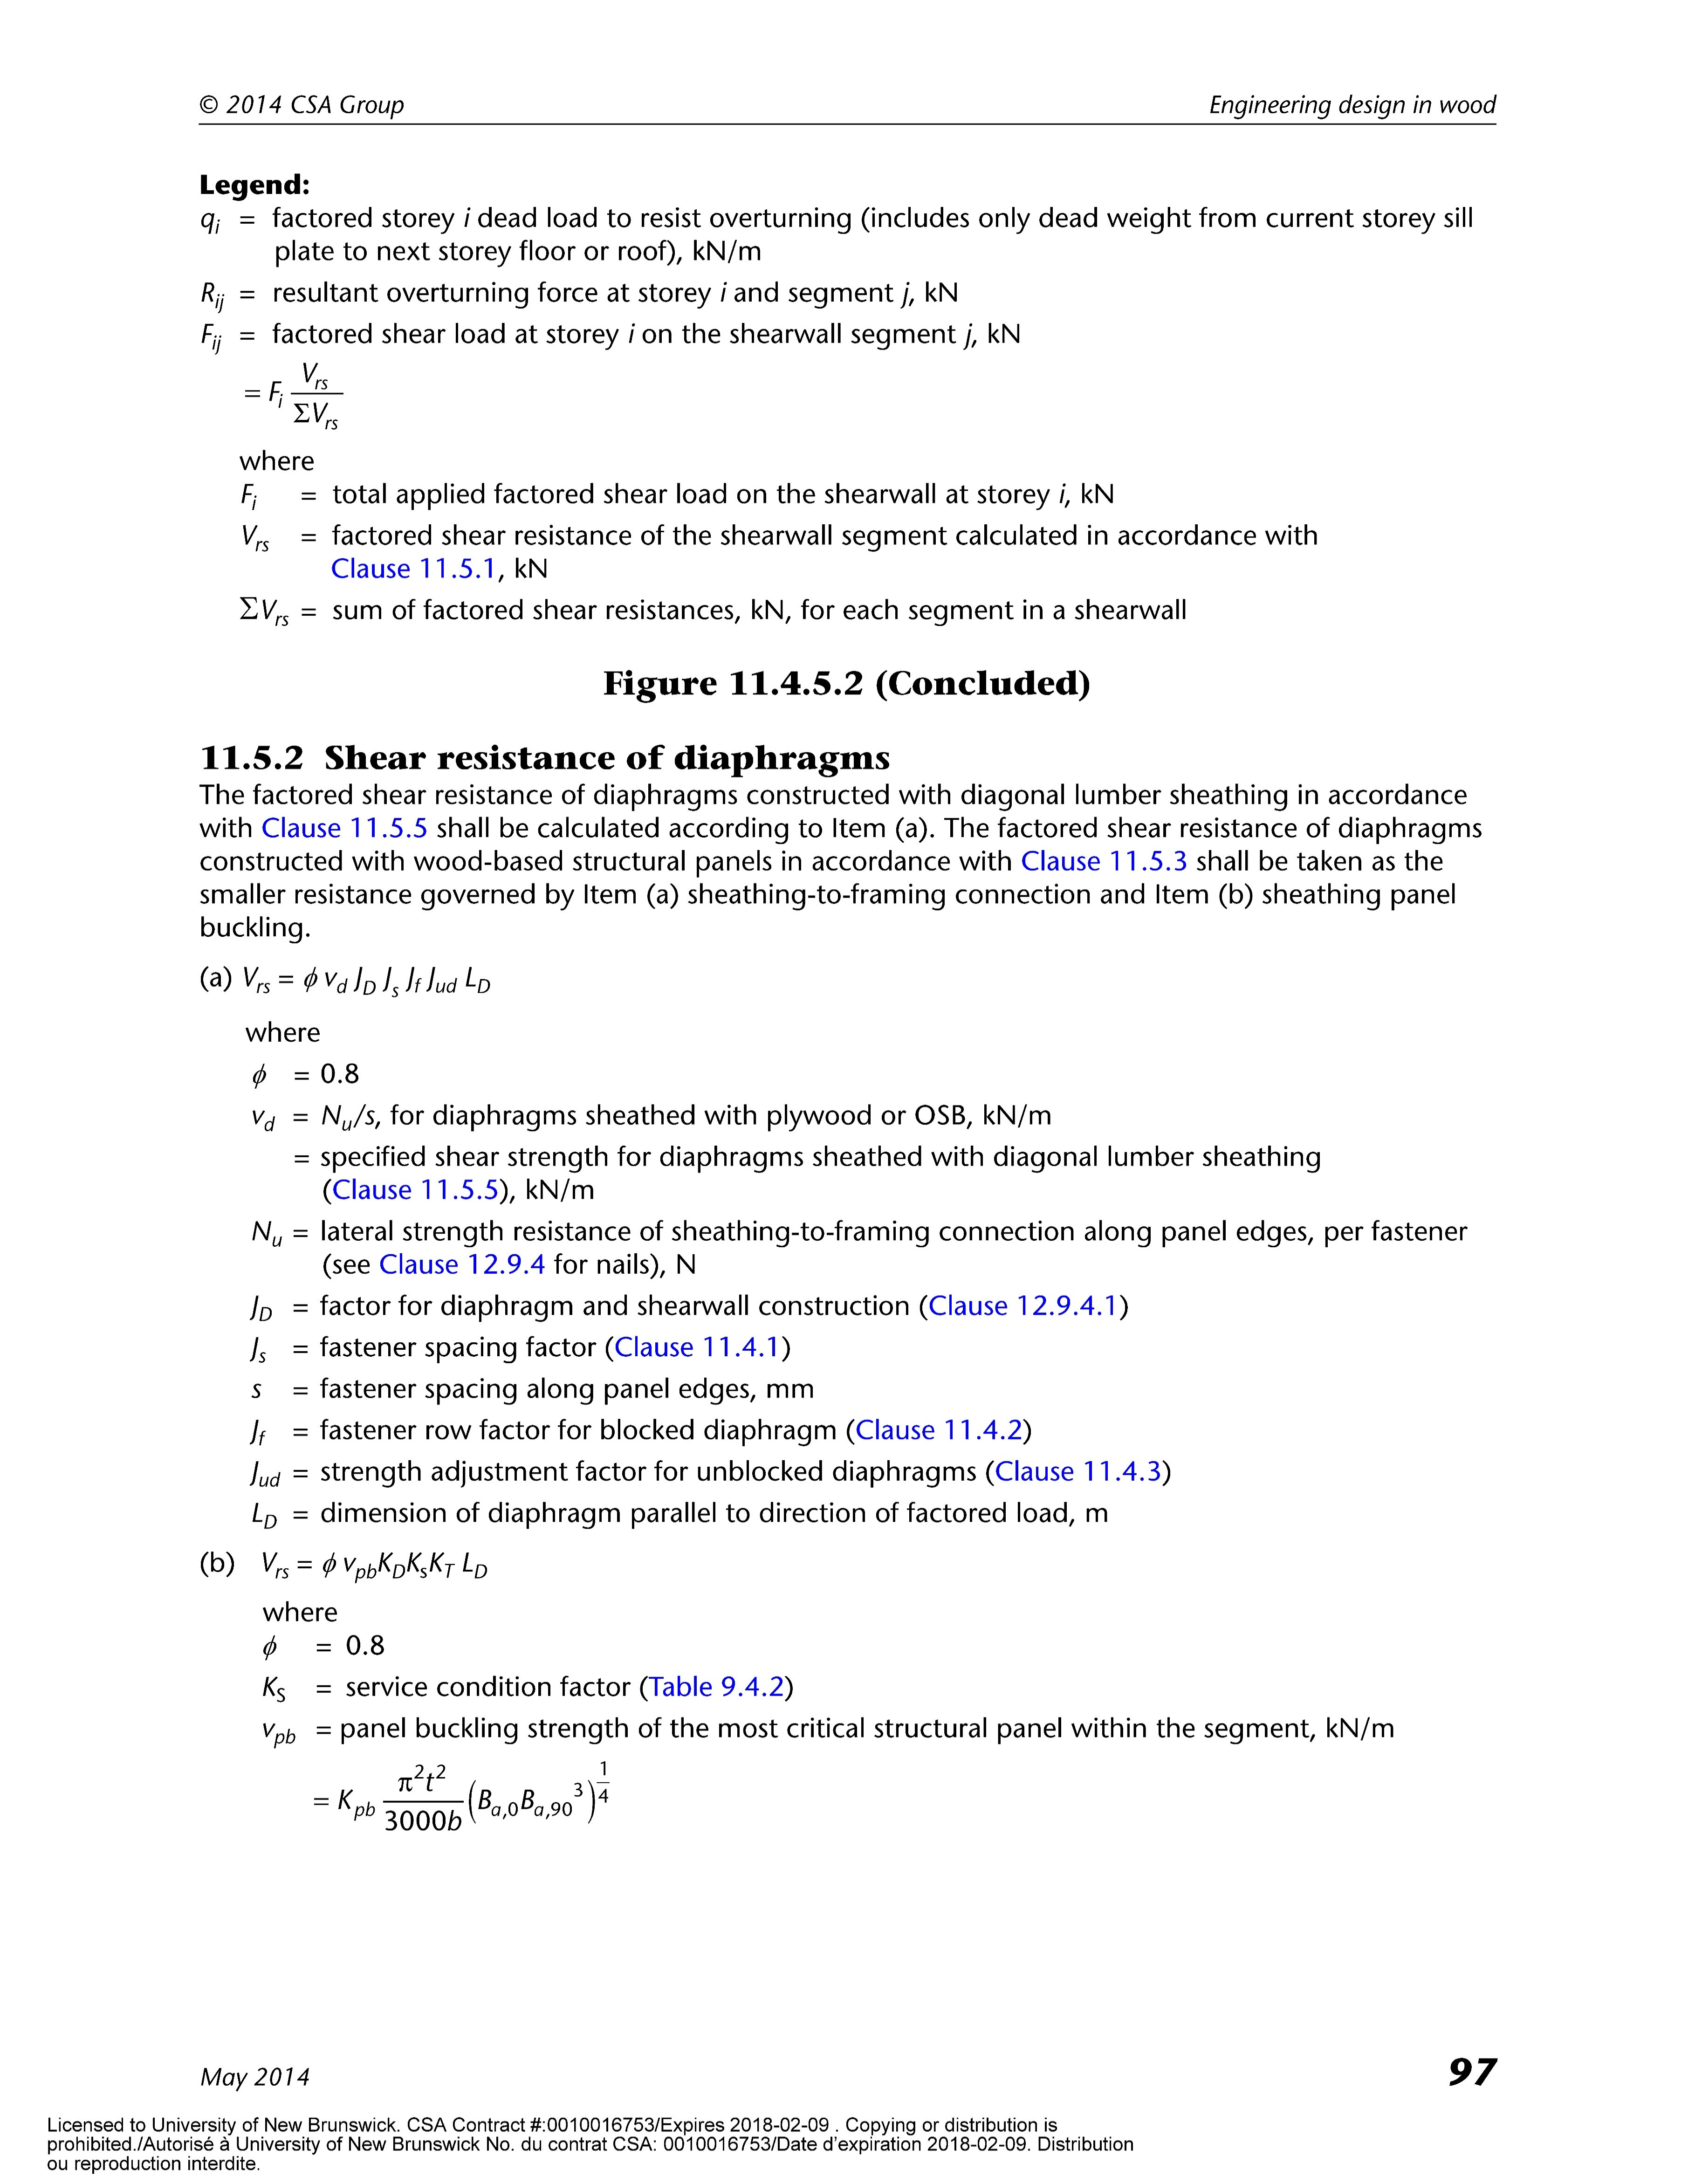 © 2014 CSA Group Engineering design in wood
Legend:
qi = factored storey i dead load to resist overturning (includes only dead weight from current storey sill
plate to next storey floor or roof), kN/m
Rij = resultant overturning force at storey i and segment j, kN
Fij = factored shear load at storey i on the shearwall segment j, kN
= Fi Vrs / ΣVrs
where
Fi = total applied factored shear load on the shearwall at storey i, kN
Vrs = factored shear resistance of the shearwall segment calculated in accordance with
Clause 11.5.1, kN
ΣVrs = sum of factored shear resistances, kN, for each segment in a shearwall
Figure 11.4.5.2 (Concluded)
11.5.2 Shear resistance of diaphragms
The factored shear resistance of diaphragms constructed with diagonal lumber sheathing in accordance
with Clause 11.5.5 shall be calculated according to Item (a). The factored shear resistance of diaphragms
constructed with wood-based structural panels in accordance with Clause 11.5.3 shall be taken as the
smaller resistance governed by Item (a) sheathing-to-framing connection and Item (b) sheathing panel
buckling.
(a) Vrs = ϕ vd JD Js Jf Jud LD
where
ϕ = 0.8
vd = Nu/s, for diaphragms sheathed with plywood or OSB, kN/m
= specified shear strength for diaphragms sheathed with diagonal lumber sheathing
(Clause 11.5.5), kN/m
Nu = lateral strength resistance of sheathing-to-framing connection along panel edges, per fastener
(see Clause 12.9.4 for nails), N
JD = factor for diaphragm and shearwall construction (Clause 12.9.4.1)
Js = fastener spacing factor (Clause 11.4.1)
s = fastener spacing along panel edges, mm
Jf = fastener row factor for blocked diaphragm (Clause 11.4.2)
Jud = strength adjustment factor for unblocked diaphragms (Clause 11.4.3)
LD = dimension of diaphragm parallel to direction of factored load, m
(b) Vrs = ϕ vpbKDKsKT LD
where
ϕ = 0.8
KS = service condition factor (Table 9.4.2)
vpb = panel buckling strength of the most critical structural panel within the segment, kN/m
= Kpb π²t² / 3000b (Ba,0Ba,90³)^1/4
May 2014 97
Licensed to University of New Brunswick. CSA Contract #:0010016753/Expires 2018-02-09 . Copying or distribution is
prohibited./Autorisé à University of New Brunswick No. du contrat CSA: 0010016753/Date d'expiration 2018-02-09. Distribution
ou reproduction interdite.